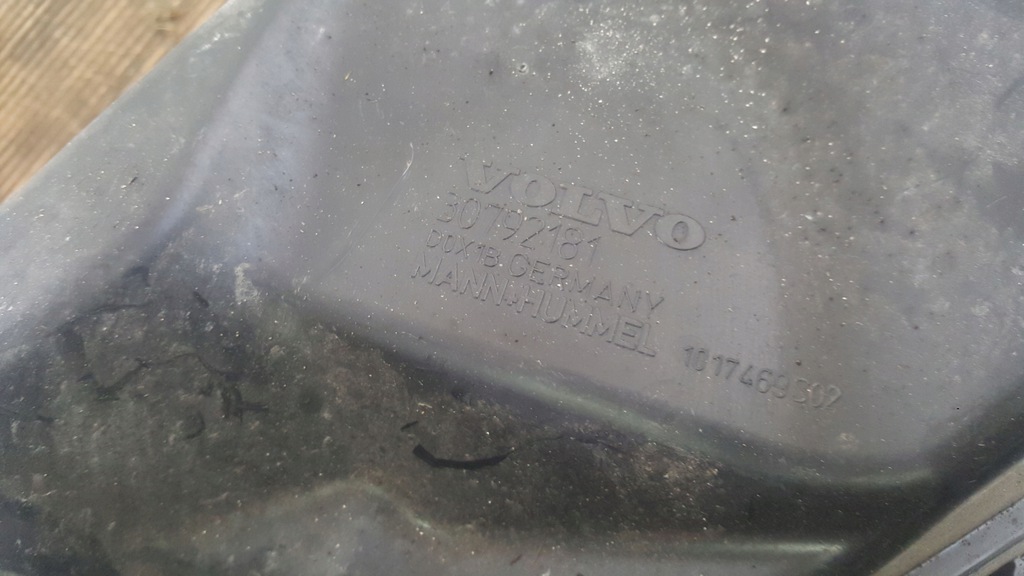 VOLVO
30792181
D0X1B GERMANY
MANN+HUMMEL
1017469S02